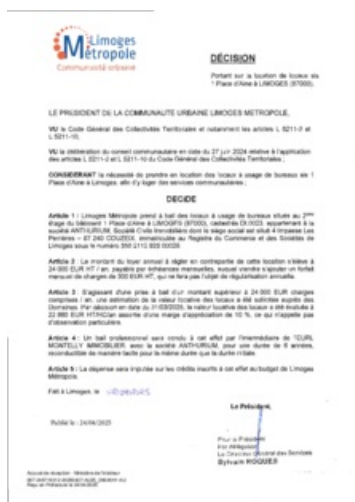 Limoges
Métropole
Communauté urbaine
DÉCISION
Portant sur la location de locaux sis
1 Place d'Aine à LIMOGES (87000).
LE PRESIDENT DE LA COMMUNAUTE URBAINE LIMOGES METROPOLE,
VU le Code Général des Collectivités Territoriales et notamment les articles L 5211-2 et
L 5211-10,
VU la délibération du conseil communautaire en date du 27 juin 2024 relative à l'application
des articles L 5211-2 et L 5211-10 du Code Général des Collectivités Territoriales ;
CONSIDERANT la nécessité de prendre en location des locaux à usage de bureaux sis 1
Place d'Aine à Limoges, afin d'y loger des services communautaires ;
DECIDE
Article 1 : Limoges Métropole prend à bail des locaux à usage de bureaux situés au 2ème
étage du bâtiment 1 Place d'Aine à LIMOGES (87000), cadastrés appartenant à la
société ANTHURIUM, Société Civile Immobilière dont le siège social est situé 4 Impasse Les
Perrières – 87 240 COUZEIX, immatriculée au Registre du Commerce et des Sociétés de
Limoges sous le numéro
Article 2 : Le montant du loyer annuel à régler en contrepartie de cette location s'élève à
24 000 EUR HT / an, payable par échéances mensuelles, auquel viendra s'ajouter un forfait
mensuel de charges de 300 EUR HT, qui ne fera pas l'objet de régularisation annuelle.
Article 3 : S'agissant d'une prise à bail d'un montant supérieur à 24 000 EUR charges
comprises / an, une estimation de la valeur locative des locaux a été sollicitée auprès des
Domaines. Par décision en date du 31/03/2025, la valeur locative des locaux a été évaluée à
22 880 EUR HT/HC/an assortie d'une marge d'application de 10 %, ce qui n'appelle pas
d'observation particulière.
Article 4 : Un bail professionnel sera conclu à cet effet par l'intermédiaire de l'EURL
MONTELLY IMMOBILIER avec la société ANTHURIUM, pour une durée de 6 années,
reconductible de manière tacite pour la même durée que la durée initiale.
Article 5 : La dépense sera imputée sur les crédits inscrits à cet effet au budget de Limoges
Métropole.
Fait à Limoges, le
Le Président,
Publié le : 24/04/2025
Pour le Président
Par délégation
Le Directeur Général des Services
Sylvain ROQUES